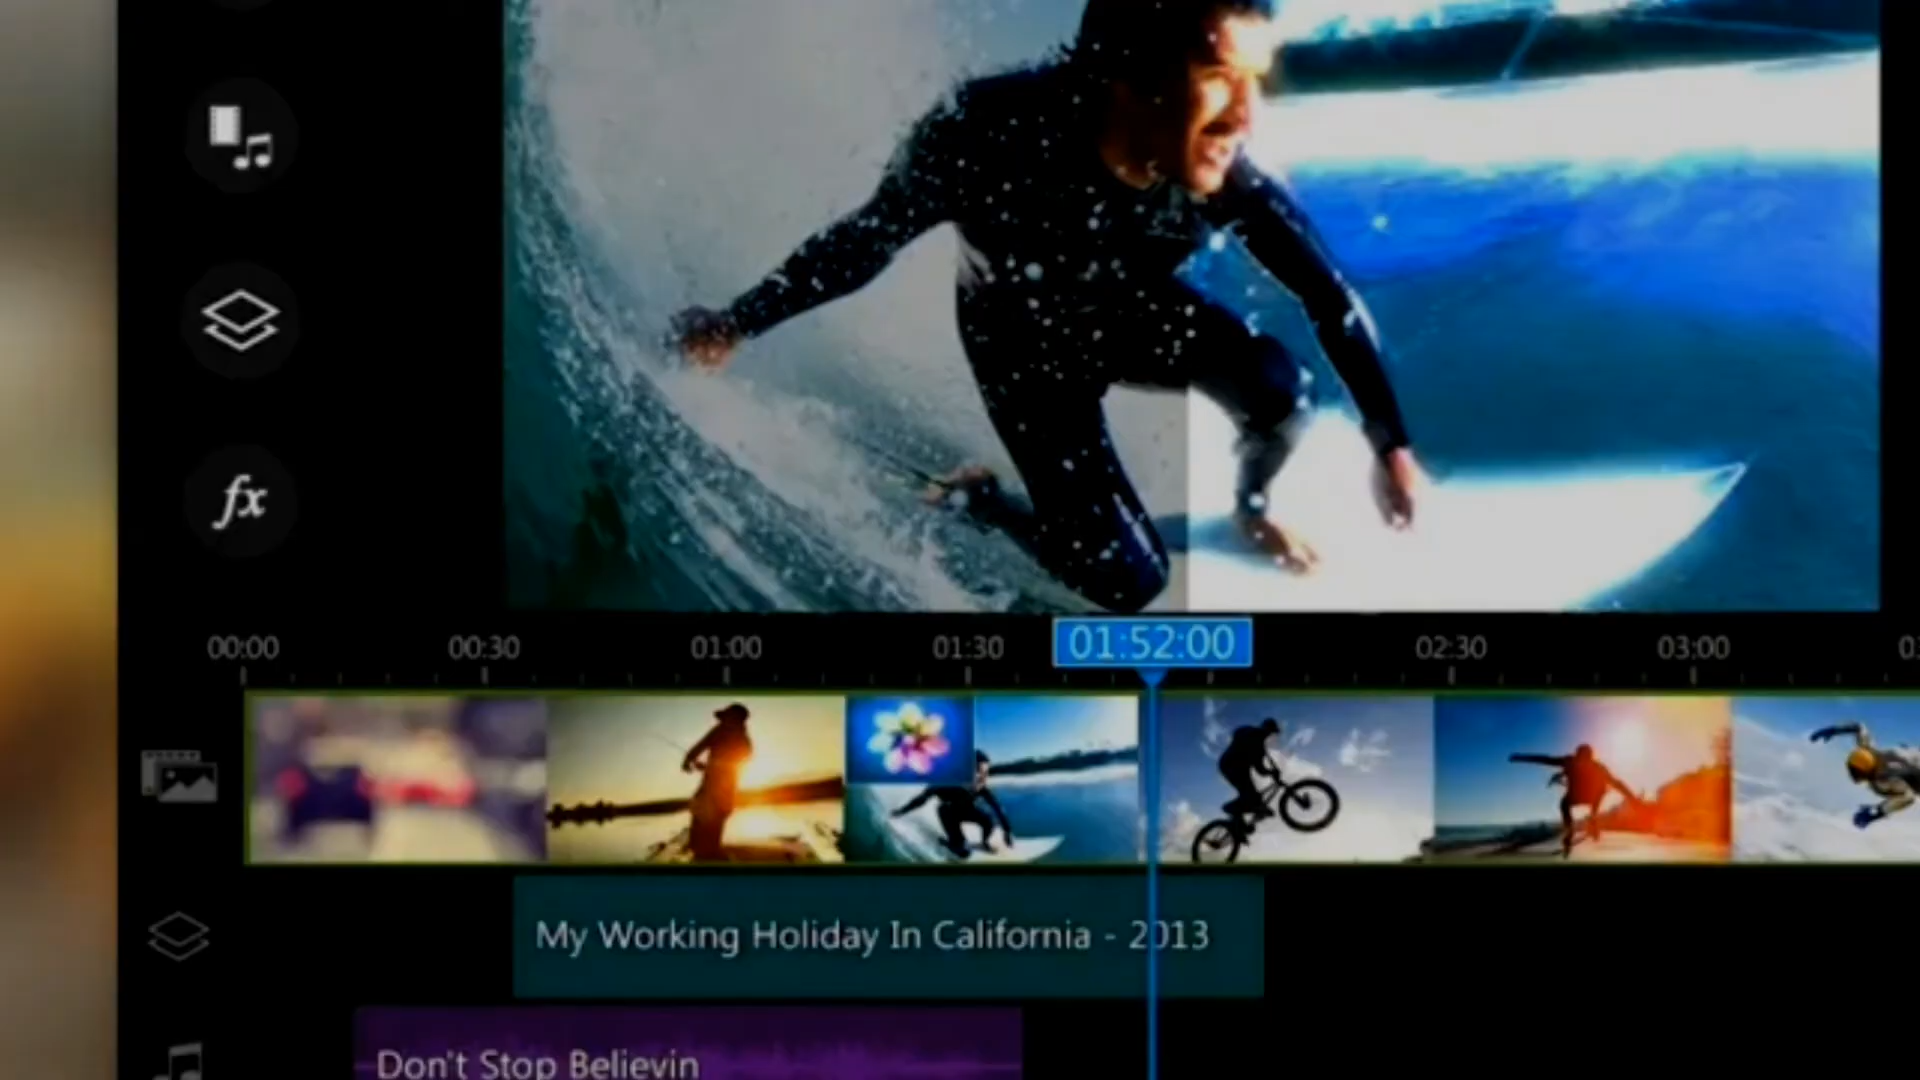 fx
00:00 00:30 01:00 01:30 01:52:00 02:30 03:00
My Working Holiday In California - 2013
Don't Stop Believin